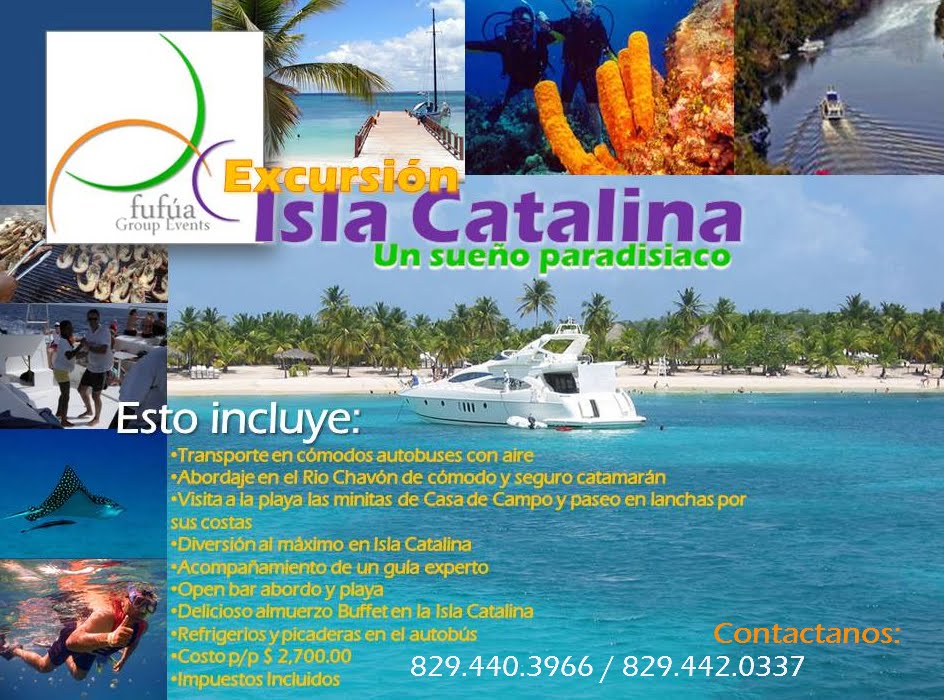 fufúa
Group Events
Excursión
Isla Catalina
Un sueño paradisiaco
Esto incluye:
•Transporte en cómodos autobuses con aire
•Abordaje en el Rio Chavón de cómodo y seguro catamarán
•Visita a la playa las minitas de Casa de Campo y paseo en lanchas por
sus costas
•Diversión al máximo en Isla Catalina
•Acompañamiento de un guía experto
•Open bar abordo y playa
•Delicioso almuerzo Buffet en la Isla Catalina
•Refrigerios y picaderas en el autobús
•Costo p/p $ 2,700.00
•Impuestos Incluidos
Contactanos:
829.440.3966 / 829.442.0337